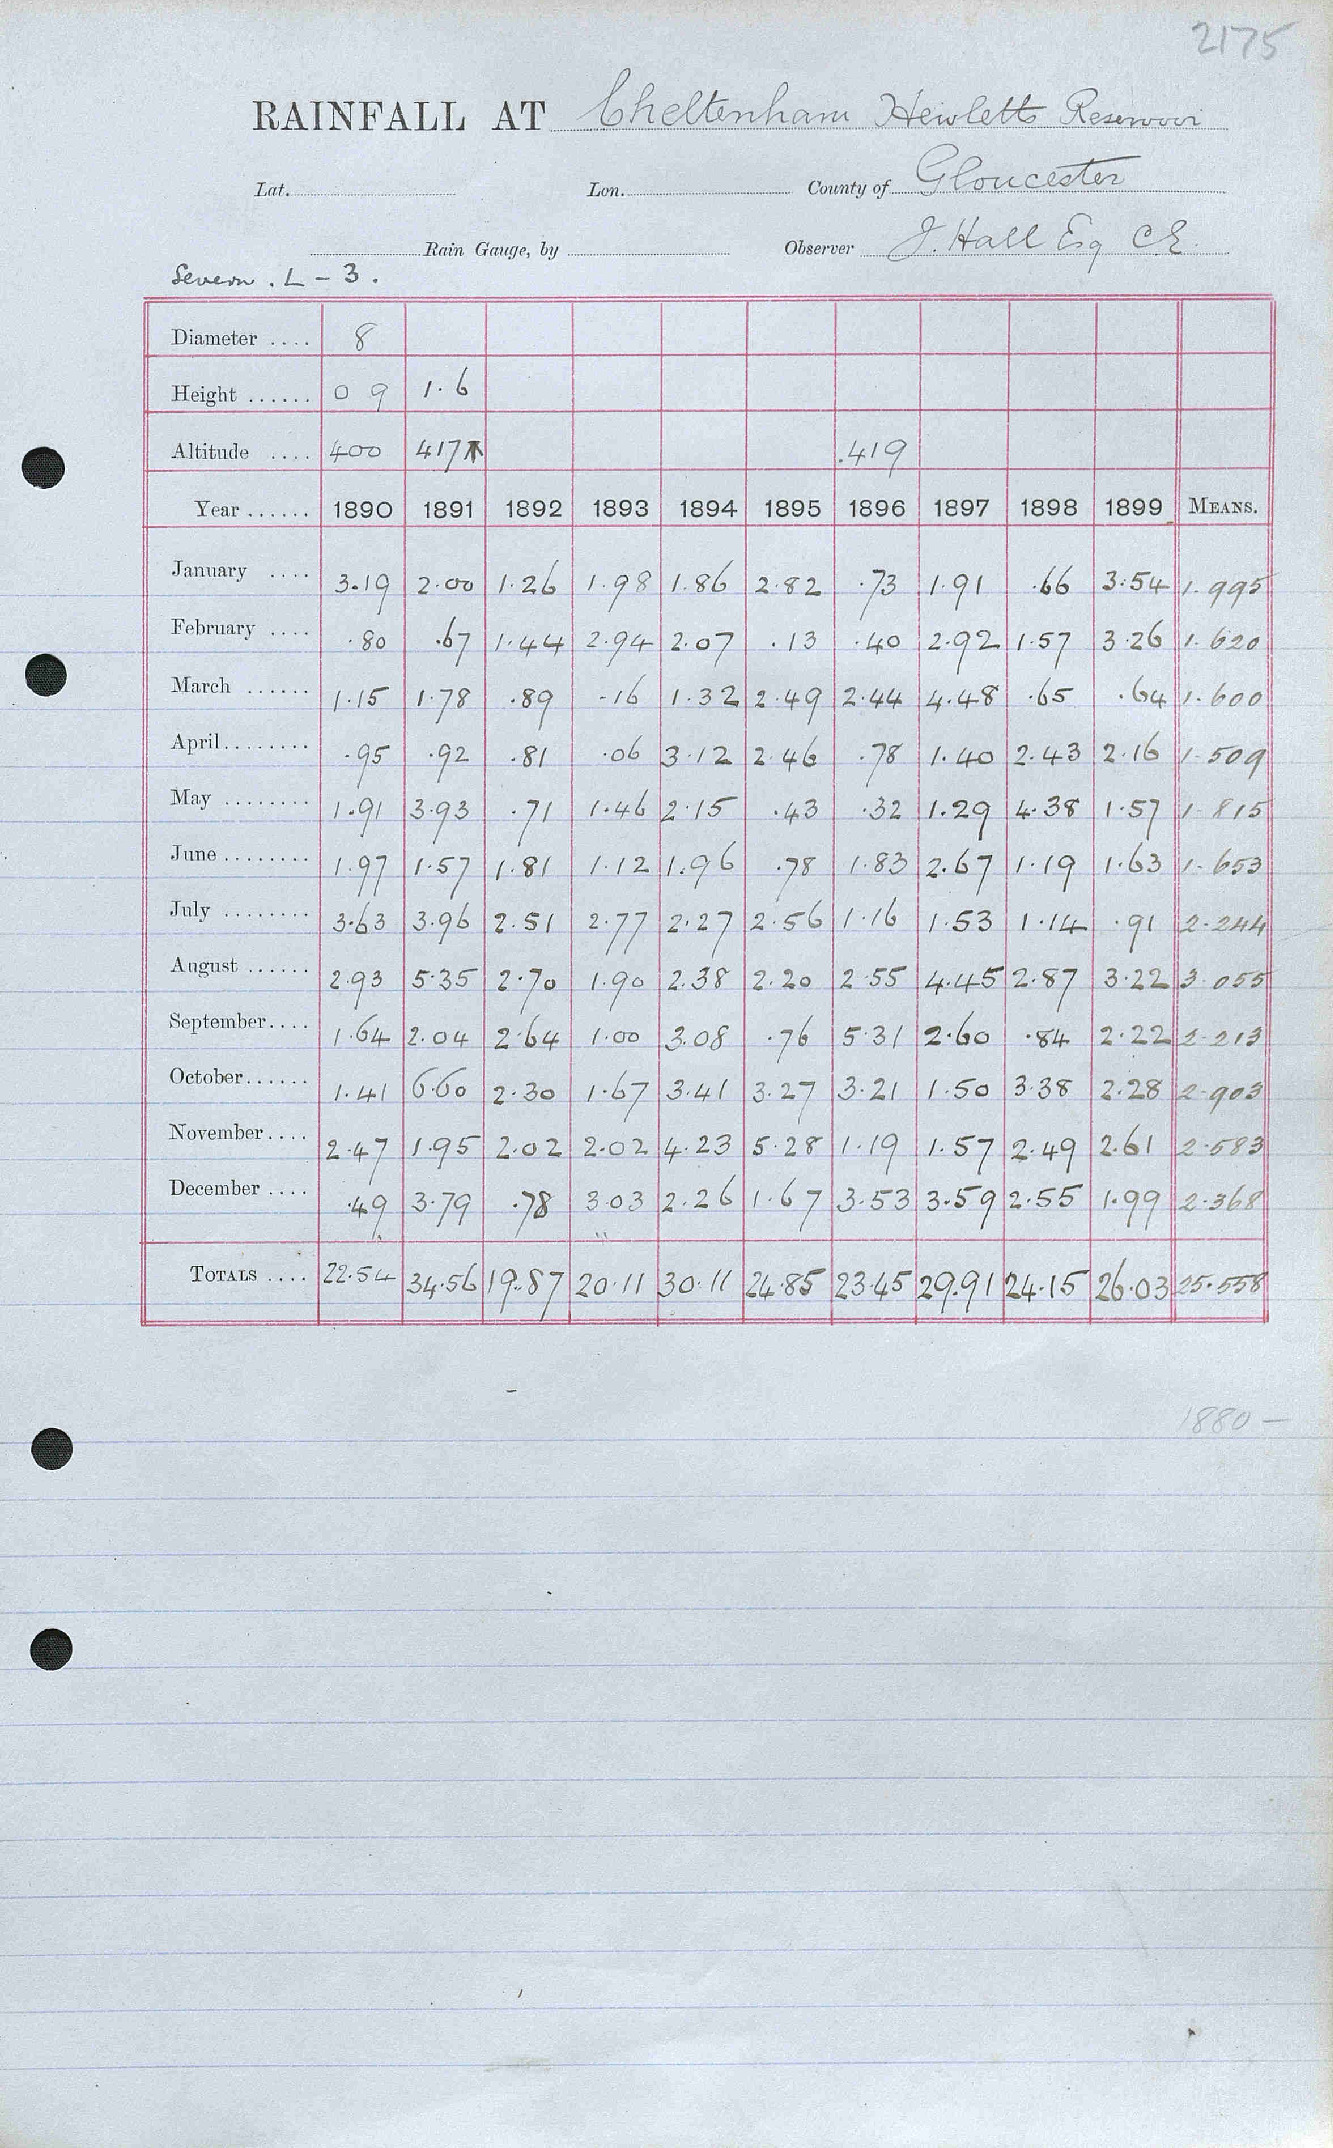 2175
RAINFALL AT Cheltenham Hewletts Reservoir
Lat. Lon. County of Gloucester
Rain Gauge, by Observer J. Hall Esq C.E
Severn . L - 3 .
Diameter .... 8
Height ...... 0 9 1.6
Altitude .... 400 417 .419
Year ...... 1890 1891 1892 1893 1894 1895 1896 1897 1898 1899 MEANS.
January .... 3.19 2.00 1.26 1.98 1.86 2.82 .73 1.91 .66 3.54 1.995
February .... .80 .67 1.44 2.94 2.07 .13 .40 2.92 1.57 3.26 1.620
March ...... 1.15 1.78 .89 .16 1.32 2.49 2.44 4.48 .65 .64 1.600
April ........ .95 .92 .81 .06 3.12 2.46 .78 1.40 2.43 2.16 1.509
May ........ 1.91 3.93 .71 1.46 2.15 .43 .32 1.29 4.38 1.57 1.815
June ........ 1.97 1.57 1.81 1.12 1.96 .78 1.83 2.67 1.19 1.63 1.653
July ........ 3.63 3.96 2.51 2.77 2.27 2.56 1.16 1.53 1.14 .91 2.244
August ...... 2.93 5.35 2.70 1.90 2.38 2.20 2.55 4.45 2.87 3.22 3.055
September.... 1.64 2.04 2.64 1.00 3.08 .76 5.31 2.60 .84 2.22 2.213
October...... 1.41 6.60 2.30 1.67 3.41 3.27 3.21 1.50 3.38 2.28 2.903
November.... 2.47 1.95 2.02 2.02 4.23 5.28 1.19 1.57 2.49 2.61 2.583
December .... .49 3.79 .78 3.03 2.26 1.67 3.53 3.59 2.55 1.99 2.368
TOTALS .... 22.54 34.56 19.87 20.11 30.11 24.85 23.45 29.91 24.15 26.03 25.558
1880 -